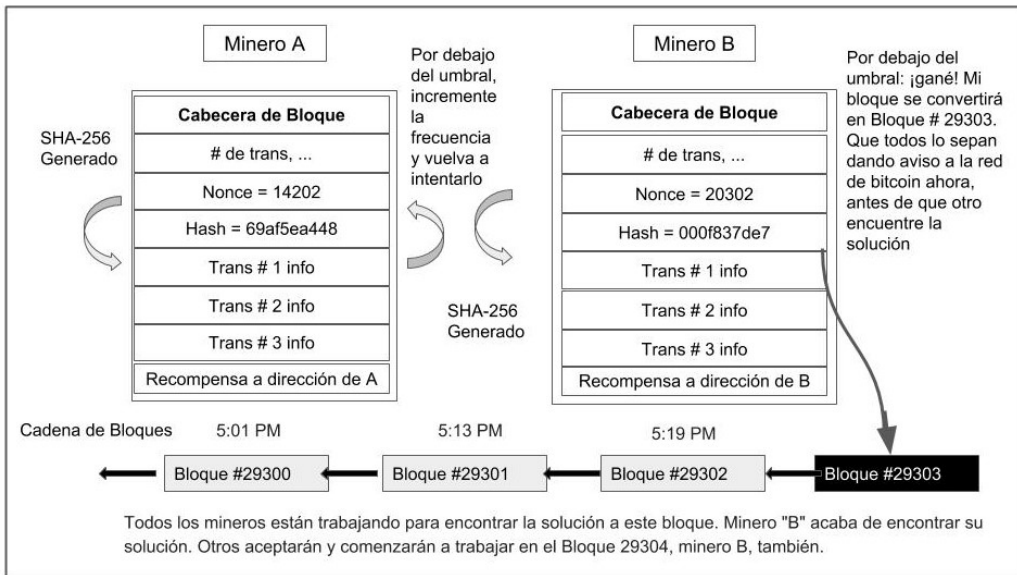 Minero A
Minero B
SHA-256
Generado
Cabecera de Bloque
# de trans, ...
Nonce = 14202
Hash = 69af5ea448
Trans # 1 info
Trans # 2 info
Trans # 3 info
Recompensa a dirección de A
Por debajo
del umbral,
incremente
la
frecuencia
y vuelva a
intentarlo
SHA-256
Generado
Cabecera de Bloque
# de trans, ...
Nonce = 20302
Hash = 000f837de7
Trans # 1 info
Trans # 2 info
Trans # 3 info
Recompensa a dirección de B
Por debajo del
umbral: ¡gané! Mi
bloque se convertirá
en Bloque # 29303.
Que todos lo sepan
dando aviso a la red
de bitcoin ahora,
antes de que otro
encuentre la
solución
Cadena de Bloques
5:01 PM
5:13 PM
5:19 PM
Bloque #29300
Bloque #29301
Bloque #29302
Bloque #29303
Todos los mineros están trabajando para encontrar la solución a este bloque. Minero "B" acaba de encontrar su
solución. Otros aceptarán y comenzarán a trabajar en el Bloque 29304, minero B, también.